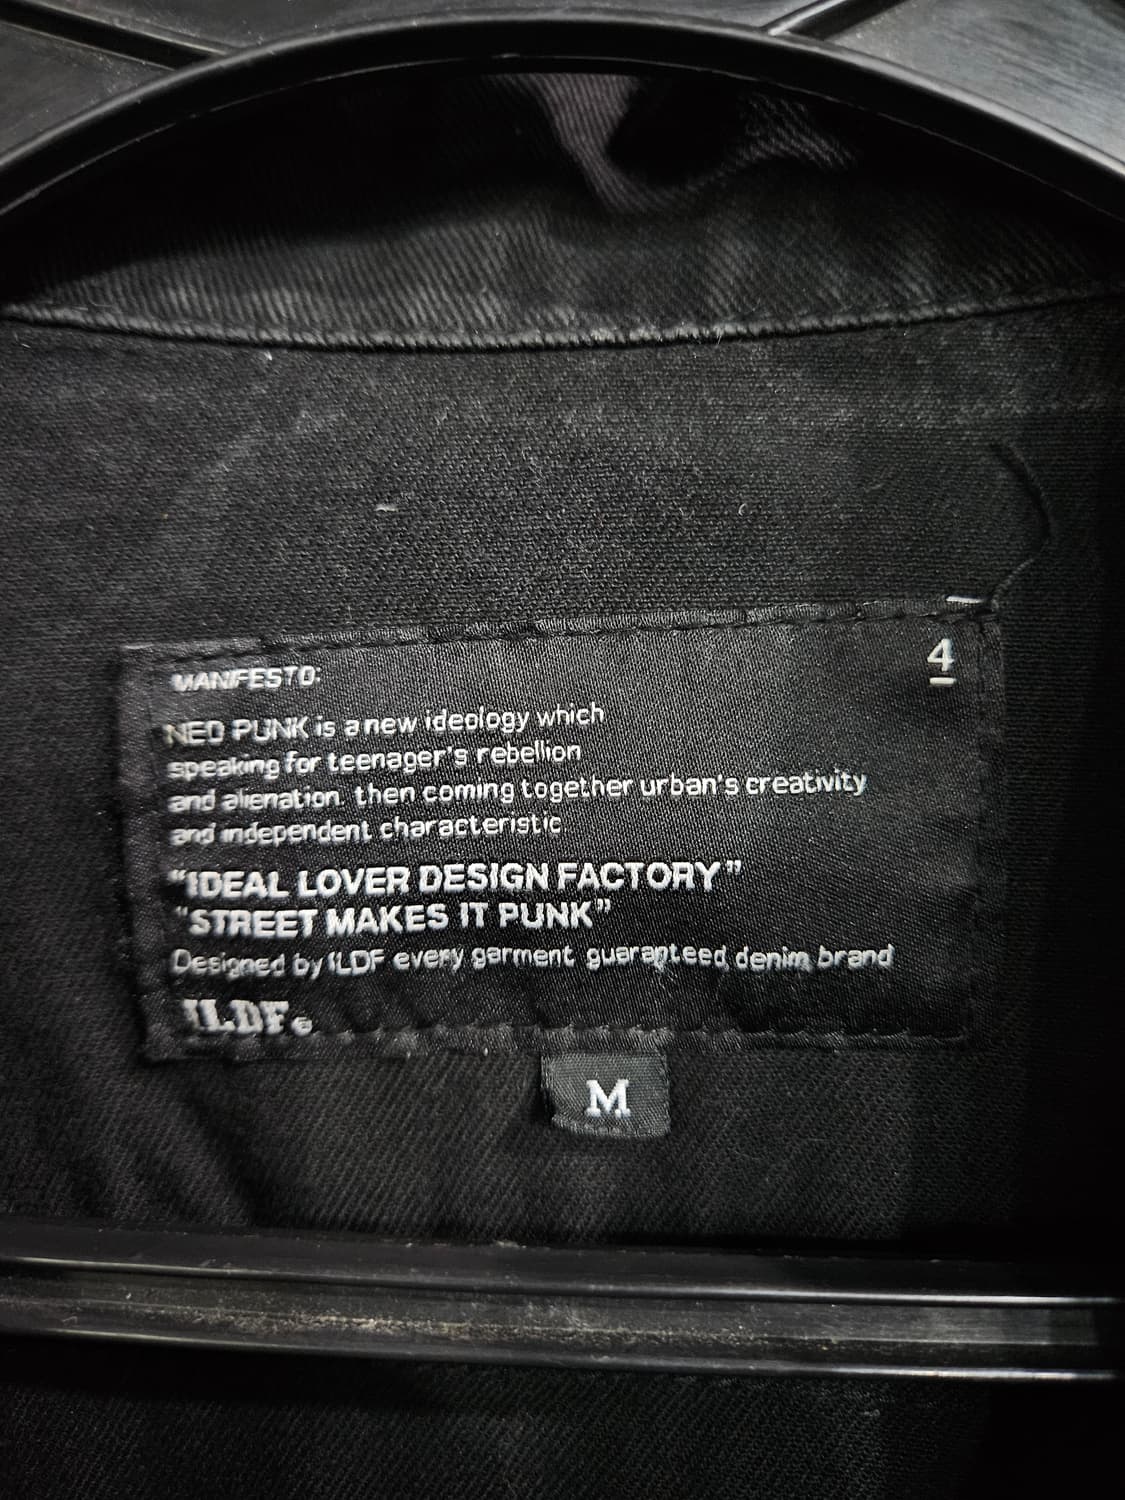 MANIFESTO:
4
NEO PUNK is a new ideology which
speaking for teenager's rebellion
and alienation. then coming together urban's creativity
and independent characteristic.
“IDEAL LOVER DESIGN FACTORY”
“STREET MAKES IT PUNK”
Designed by ILDF every garment guaranteed denim brand
ILDF
M